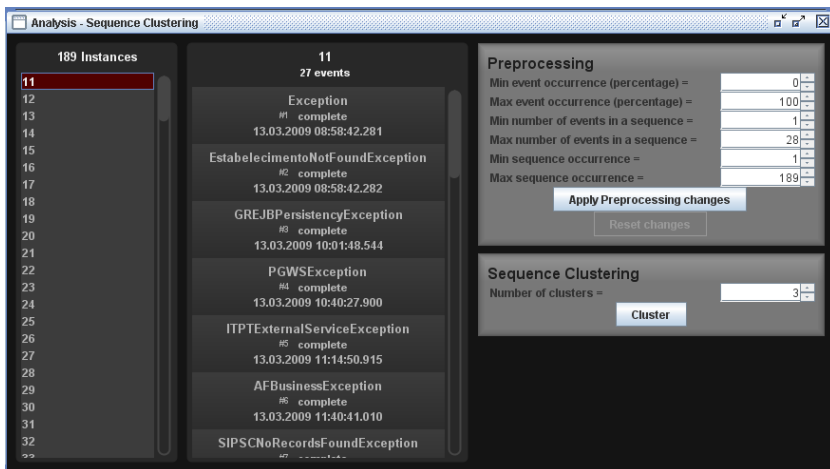 Analysis - Sequence Clustering
189 Instances
11
12
13
14
15
16
17
18
19
20
21
22
23
24
25
26
27
28
29
30
31
32
33
11
27 events
Exception
#1 complete
13.03.2009 08:58:42.281
EstabelecimentoNotFoundException
#2 complete
13.03.2009 08:58:42.282
GREJBPersistencyException
#3 complete
13.03.2009 10:01:48.544
PGWSException
#4 complete
13.03.2009 10:40:27.900
ITPTExternalServiceException
#5 complete
13.03.2009 11:14:50.915
AFBusinessException
#6 complete
13.03.2009 11:40:41.010
SIPSCNoRecordsFoundException
#7 complete
Preprocessing
Min event occurrence (percentage) = 0
Max event occurrence (percentage) = 100
Min number of events in a sequence = 1
Max number of events in a sequence = 28
Min sequence occurrence = 1
Max sequence occurrence = 189
Apply Preprocessing changes
Reset changes
Sequence Clustering
Number of clusters = 3
Cluster